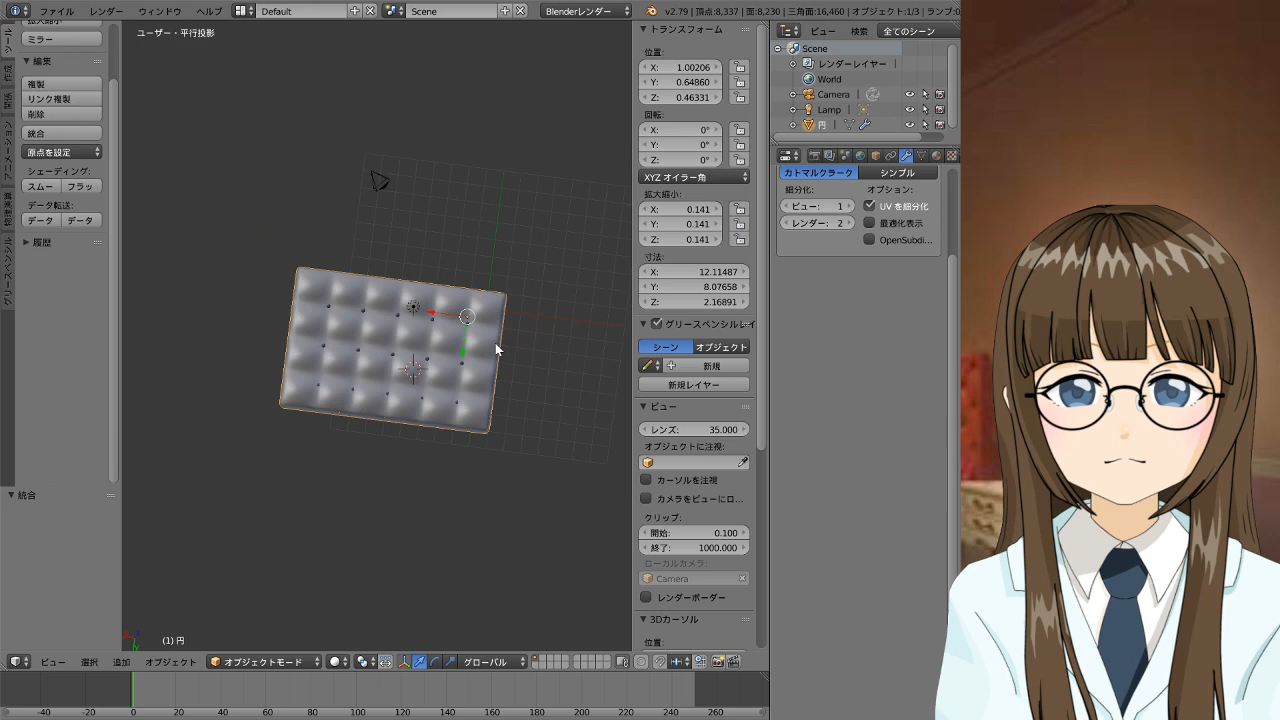 ファイル レンダー ウィンドウ ヘルプ Default Scene Blenderレンダー v2.79 | 頂点:8,337 | 面:8,230 | 三角面:16,460 | オブジェクト:1/3 | ランプ:0
ミラー
編集
複製
リンク複製
削除
統合
原点を設定
シェーディング:
スムー フラッ
データ転送:
データ データ
履歴
統合
ユーザー・平行投影
(1) 円
トランスフォーム
位置:
X: 1.00206
Y: 0.64860
Z: 0.46331
回転:
X: 0°
Y: 0°
Z: 0°
XYZ オイラー角
拡大縮小:
X: 0.141
Y: 0.141
Z: 0.141
寸法:
X: 12.11487
Y: 8.07658
Z: 2.16891
グリースペンシルレイ
シーン オブジェクト
新規
新規レイヤー
ビュー
レンズ: 35.000
オブジェクトに注視:
カーソルを注視
カメラをビューにロ...
クリップ:
開始: 0.100
終了: 1000.000
ローカルカメラ:
Camera
レンダーボーダー
3Dカーソル
位置:
ビュー 検索 全てのシーン
Scene
レンダーレイヤー
World
Camera
Lamp
円
カトマルクラーク シンプル
細分化: オプション:
ビュー: 1 UV を細分化
レンダー: 2 最適化表示
OpenSubdi...
ビュー 選択 追加 オブジェクト オブジェクトモード グローバル
-40 -20 0 20 40 60 80 100 120 140 160 180 200 220 240 260